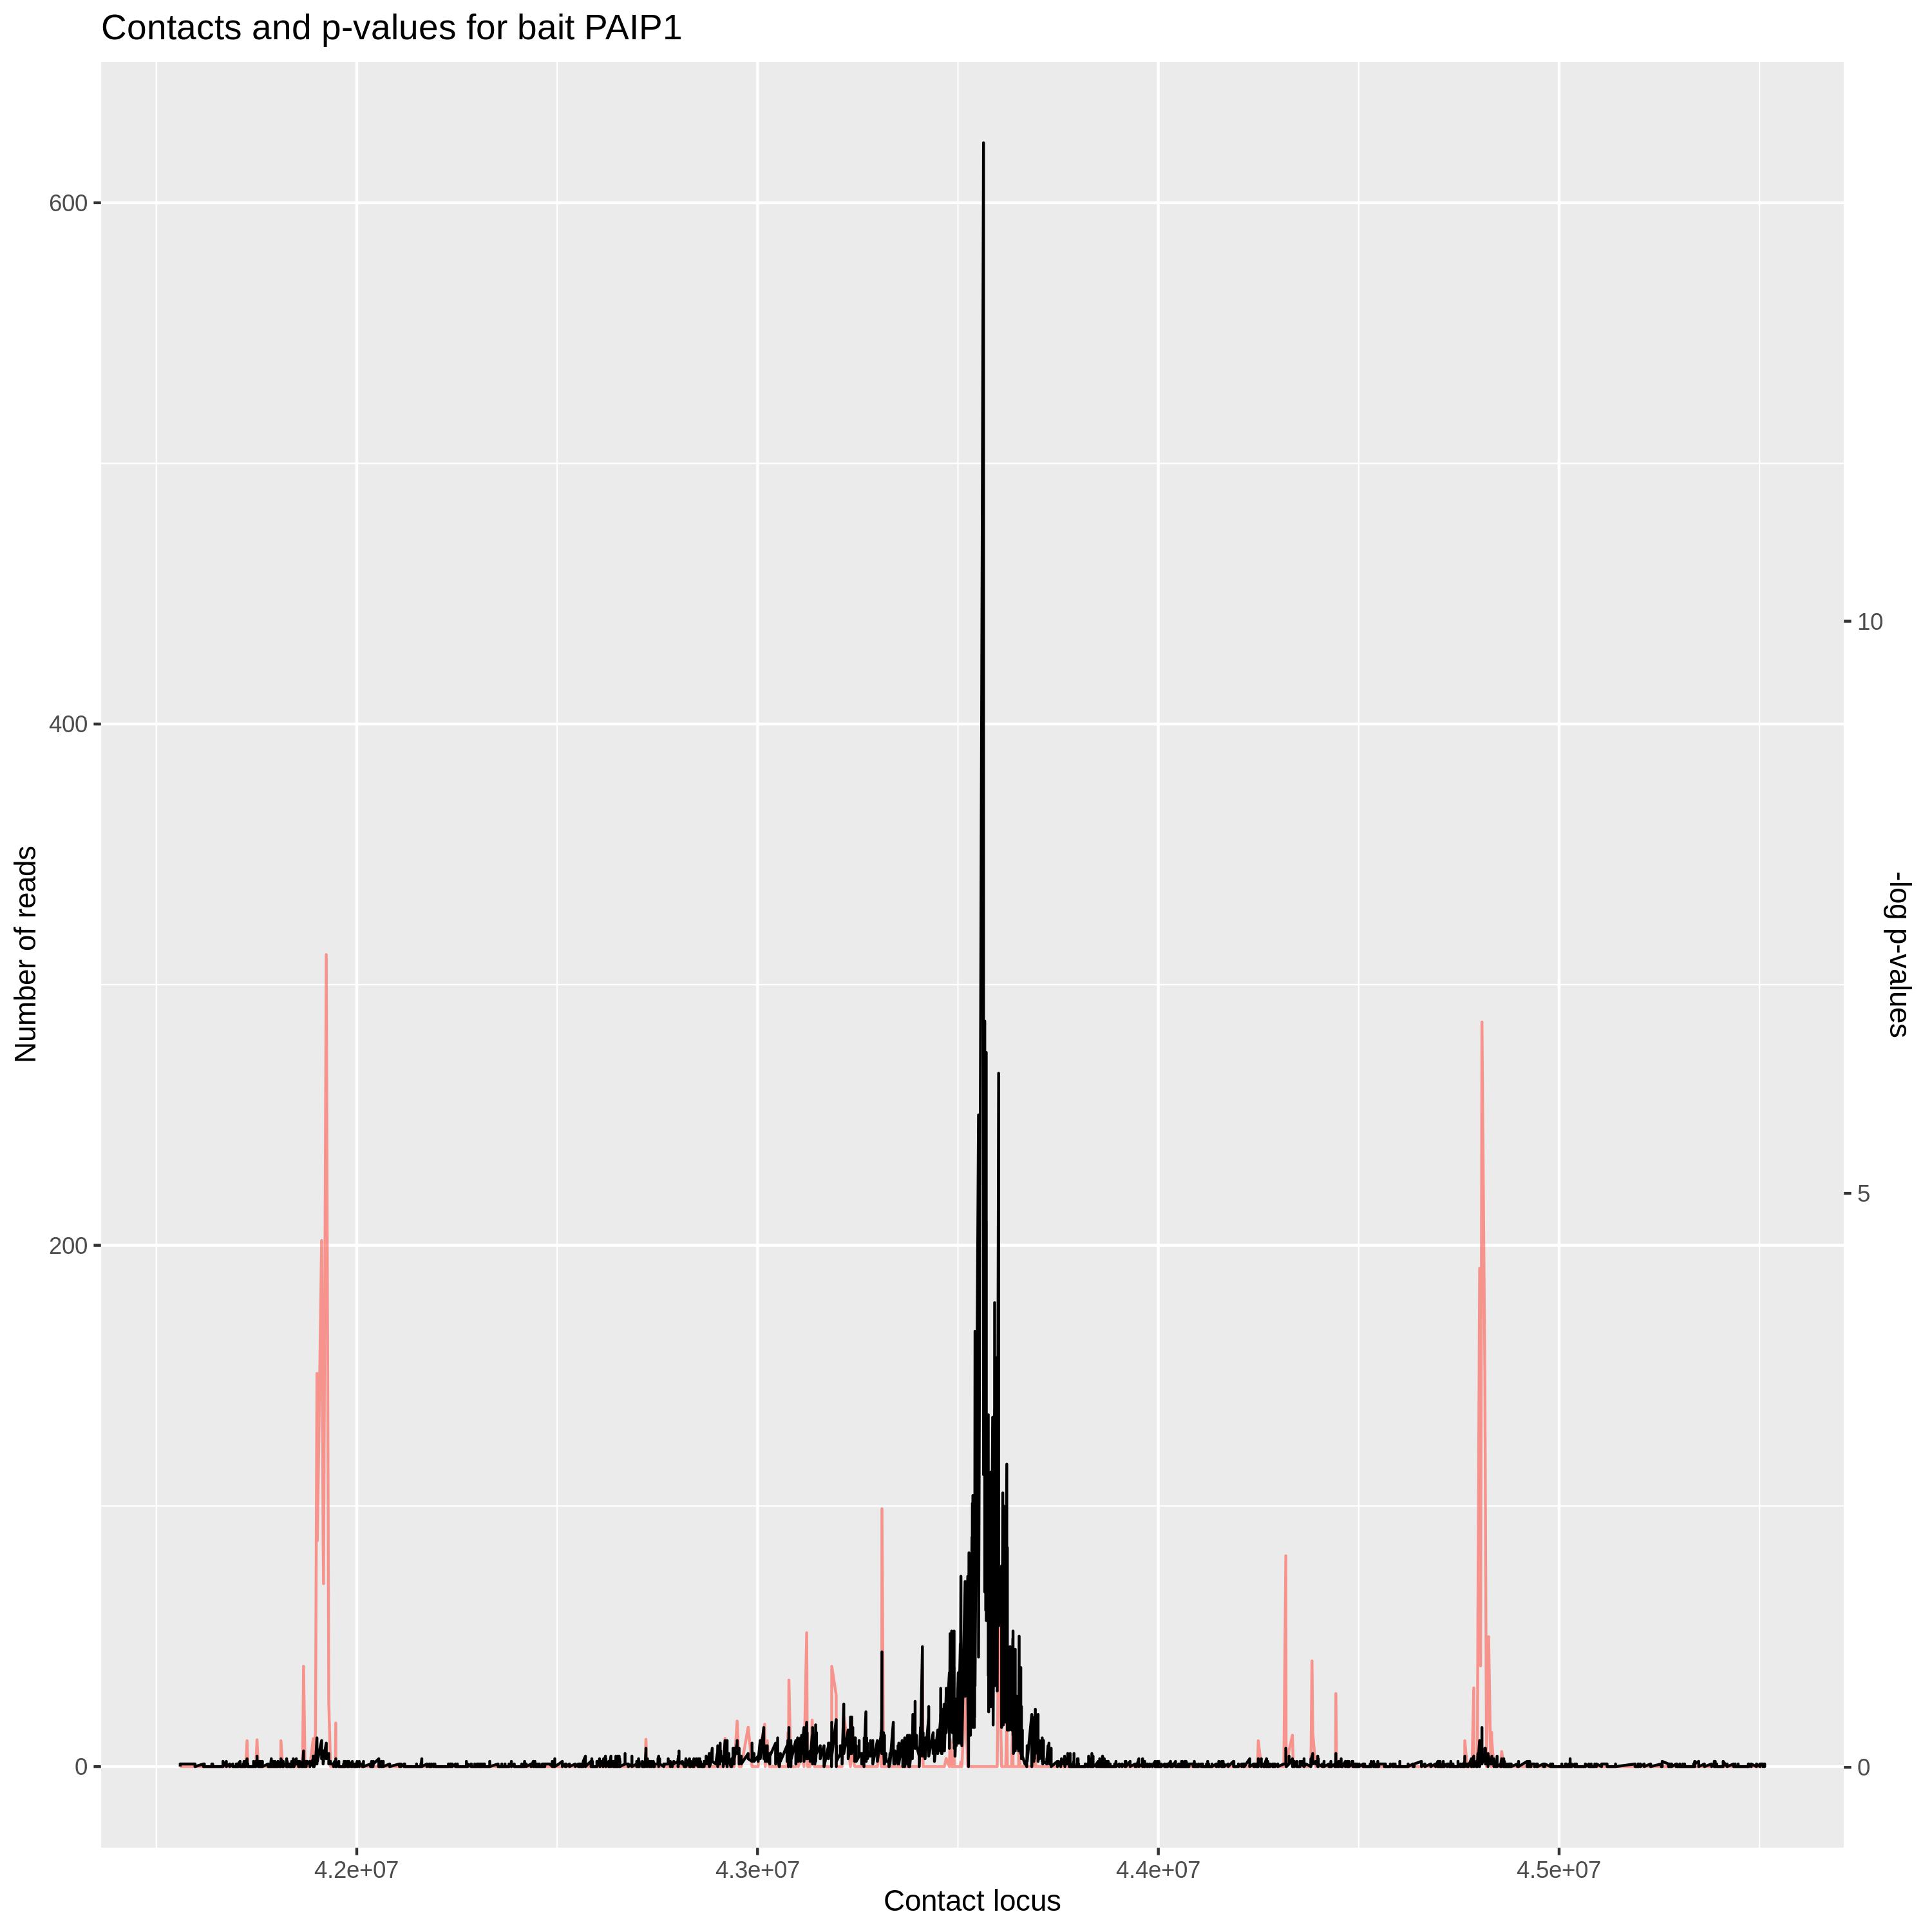 Contacts and p-values for bait PAIP1
600
400
200
0
Number of reads
10
5
0
-log p-values
4.2e+07 4.3e+07 4.4e+07 4.5e+07
Contact locus